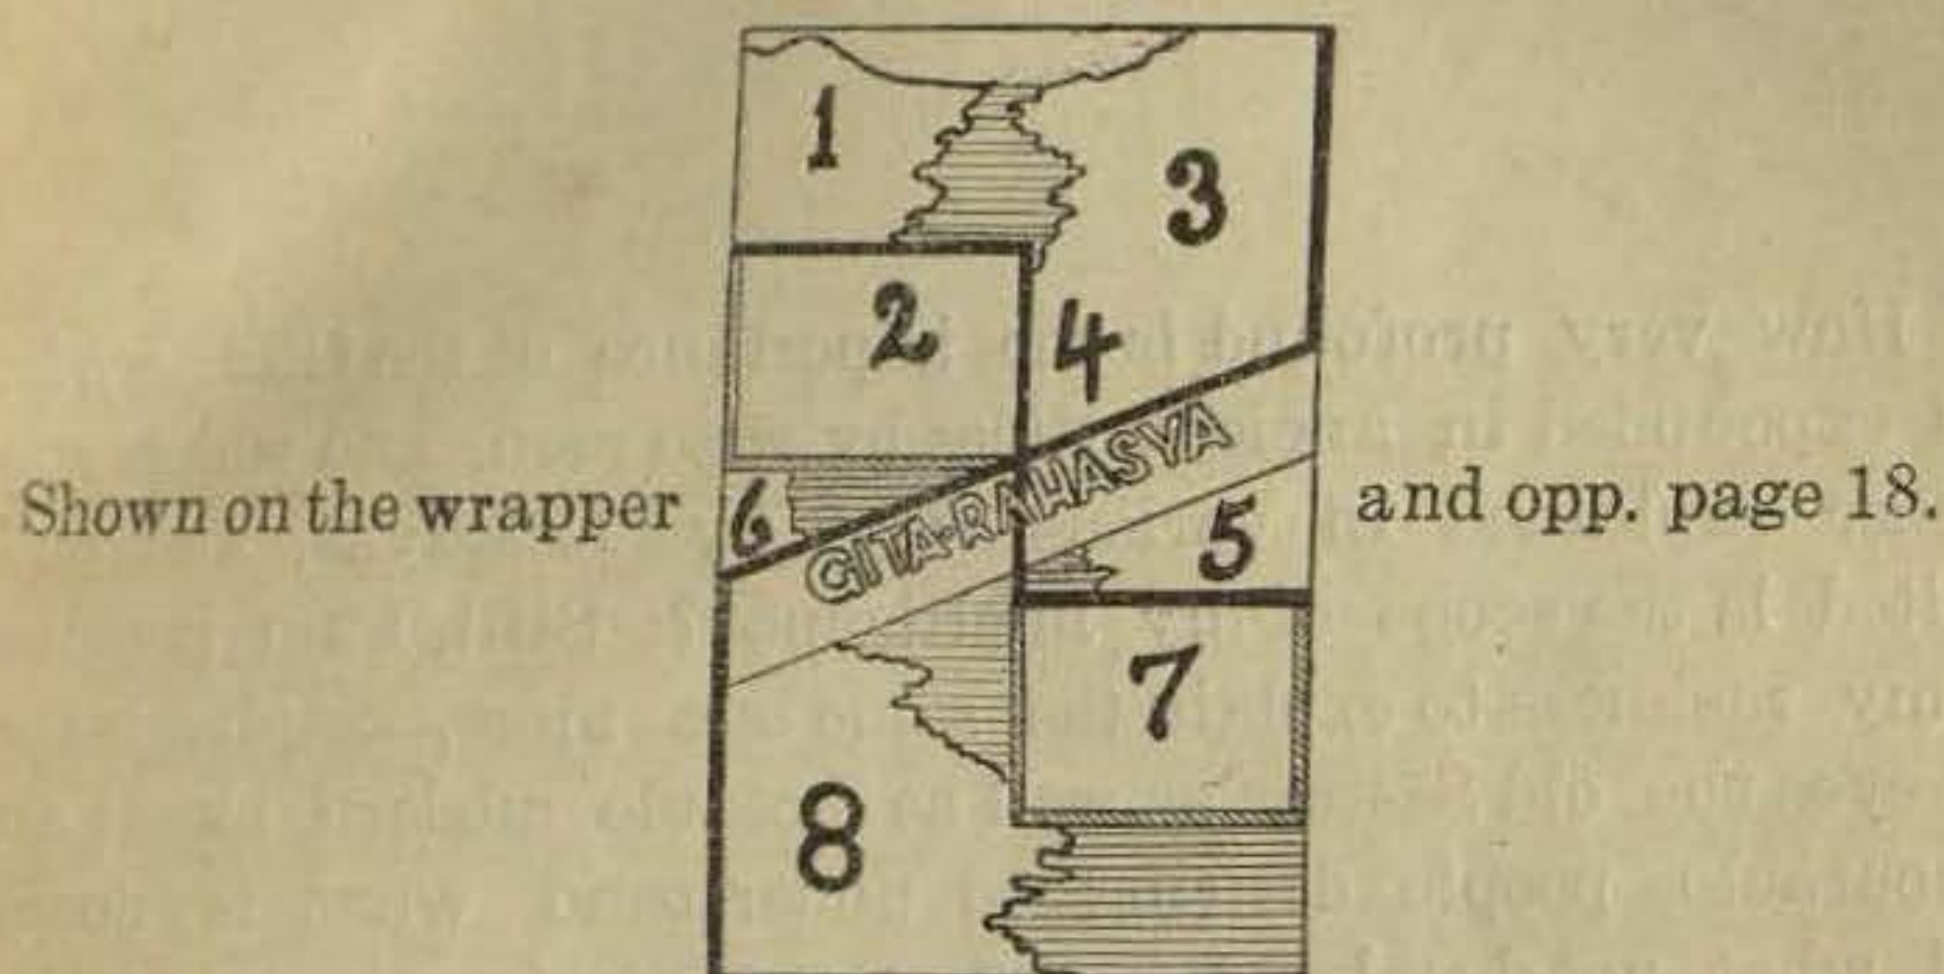 1
3
2
4
Shown on the wrapper
6
GITA-RAHASYA
5
and opp. page 18.
7
8